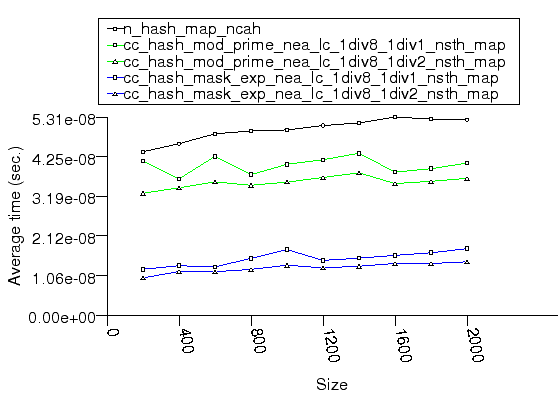 n_hash_map_ncah
cc_hash_mod_prime_nea_lc_1div8_1div1_nsth_map
cc_hash_mod_prime_nea_lc_1div8_1div2_nsth_map
cc_hash_mask_exp_nea_lc_1div8_1div1_nsth_map
cc_hash_mask_exp_nea_lc_1div8_1div2_nsth_map
5.31e-08
4.25e-08
3.19e-08
2.12e-08
1.06e-08
0.00e+00
Average time (sec.)
0
400
800
1200
1600
2000
Size